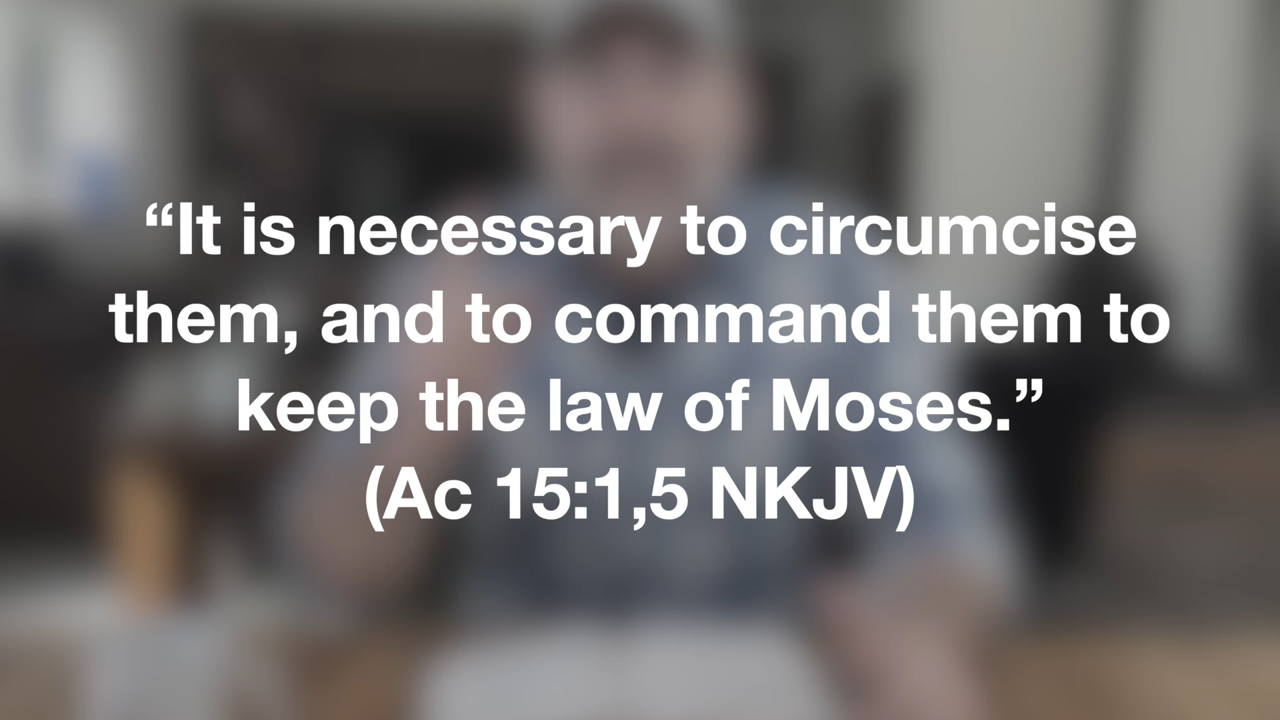 “It is necessary to circumcise
them, and to command them to
keep the law of Moses.”
(Ac 15:1,5 NKJV)